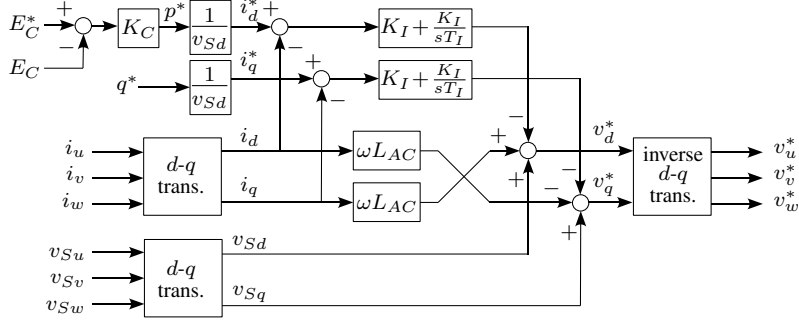 E_C^* + − K_C p^* 1/v_{Sd} i_d^* + − K_I + K_I/sT_I
E_C
q^* 1/v_{Sd} i_q^* + − K_I + K_I/sT_I
− −
i_u d-q trans. i_d ωL_{AC} + + v_d^* inverse d-q trans. v_u^*
i_v v_v^*
i_w i_q ωL_{AC} − + v_q^* v_w^*
v_{Su} d-q trans. v_{Sd}
v_{Sv}
v_{Sw} v_{Sq}